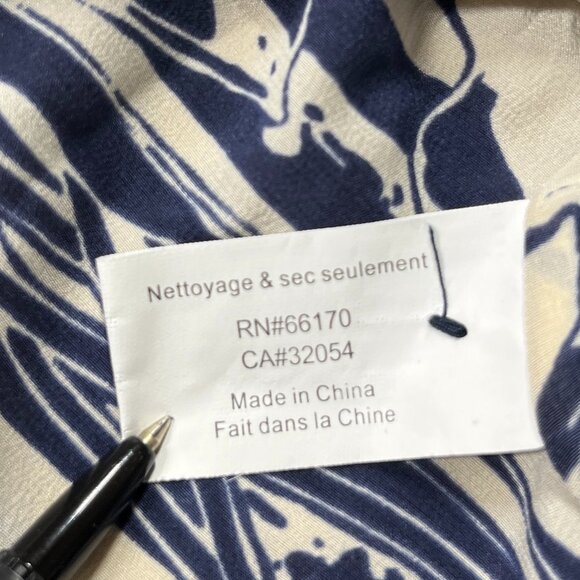 Nettoyage & sec seulement
RN#66170
CA#32054
Made in China
Fait dans la Chine